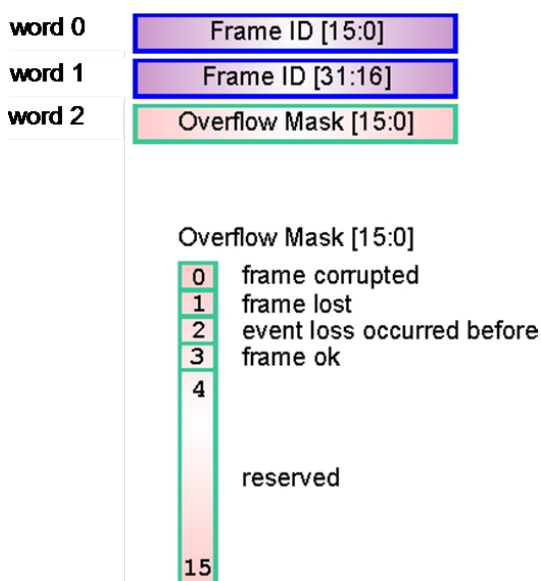 word 0 Frame ID [15:0]
word 1 Frame ID [31:16]
word 2 Overflow Mask [15:0]
Overflow Mask [15:0]
0 frame corrupted
1 frame lost
2 event loss occurred before
3 frame ok
4
reserved
15